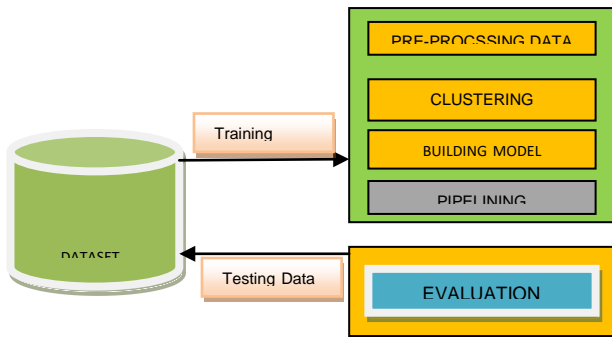 PRE-PROCSSING DATA
CLUSTERING
Training
BUILDING MODEL
PIPELINING
DATASET
Testing Data
EVALUATION